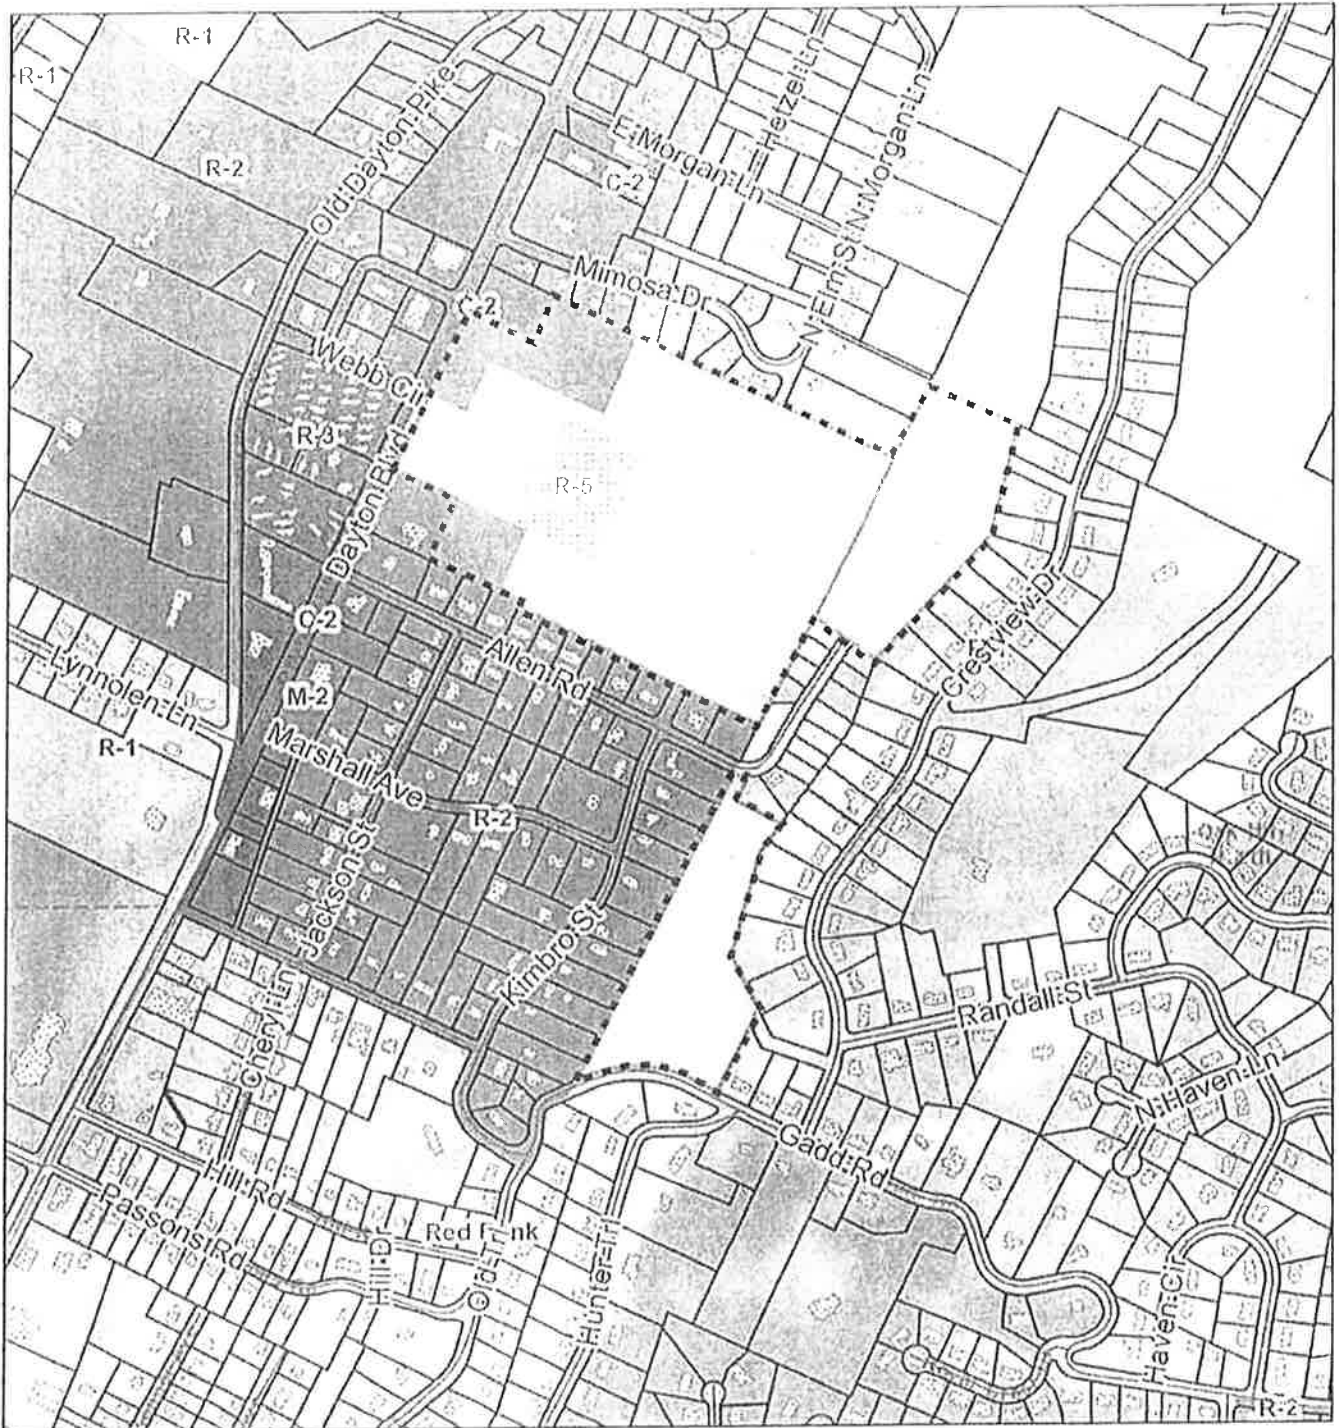 R-1
R-1
Old Dayton Pike
Hetzel Ln
E Morgan Ln
N Morgan Ln
R-2
C-2
Mimosa Dr
N Elm St
C-2
Webb Cir
R-3
Dayton Blvd
R-5
C-2
Allen Rd
Crestview D
Lynnolen Ln
M-2
R-1
Marshall Ave
R-2
Jackson St
Kimbro St
Randall St
Chery Ln
N Haven Ln
Gadd Rd
Hill Rd
Passons Rd
Red
Hill Dr
Old
Hunter Trl
Haven Cir
R-2